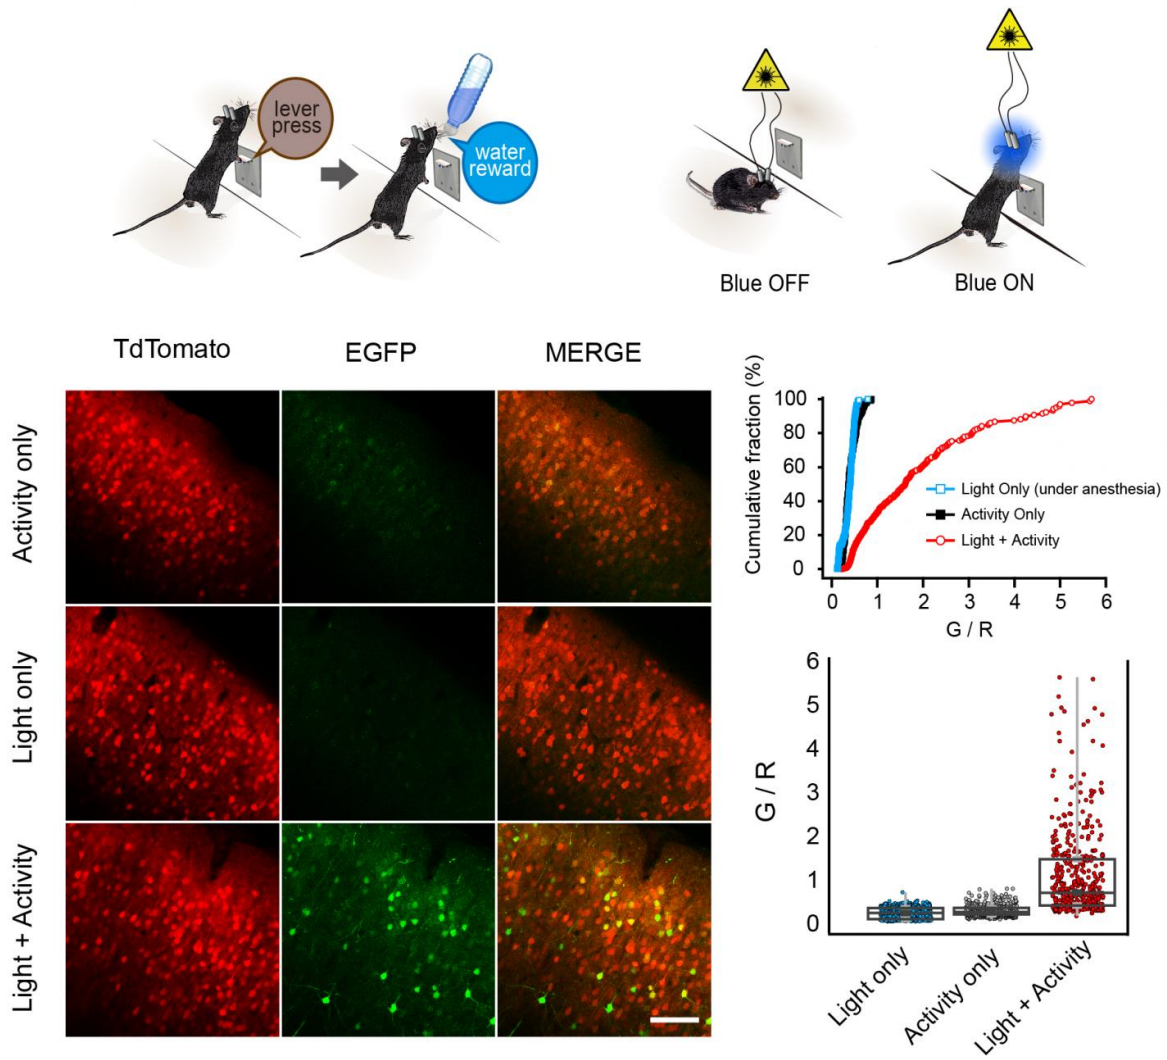 lever
press
water
reward
Blue OFF
Blue ON
TdTomato
EGFP
MERGE
Activity only
Light only
Light + Activity
Cumulative fraction (%)
100
80
60
40
20
0
Light Only (under anesthesia)
Activity Only
Light + Activity
0 1 2 3 4 5 6
G / R
G / R
6
5
4
3
2
1
0
Light only
Activity only
Light + Activity